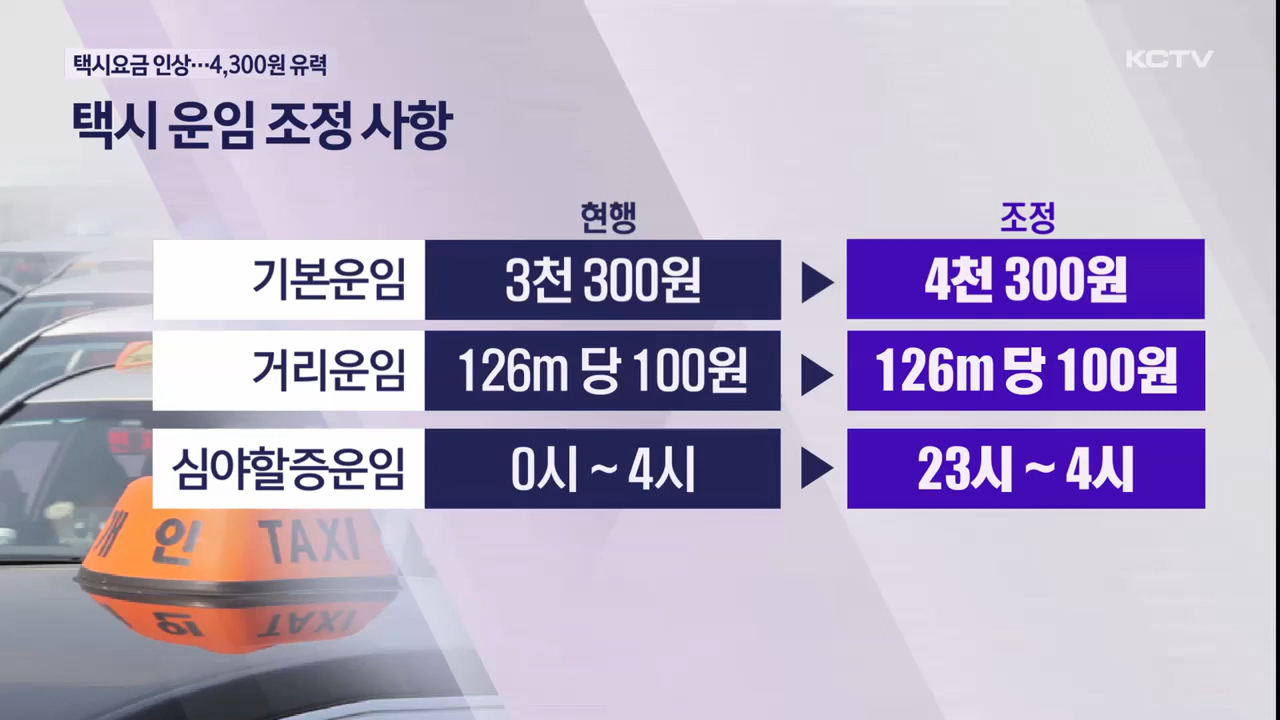 택시요금 인상…4,300원 유력
KCTV
택시 운임 조정 사항
현행 조정
기본운임 3천 300원 ▶ 4천 300원
거리운임 126m 당 100원 ▶ 126m 당 100원
심야할증운임 0시 ~ 4시 ▶ 23시 ~ 4시
개인 TAXI